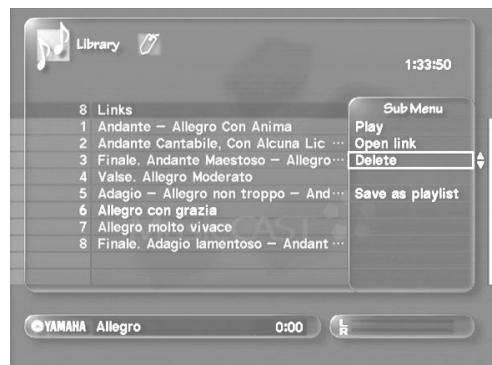 Library
1:33:50
8 Links
1 Andante – Allegro Con Anima
2 Andante Cantabile, Con Alcuna Lic ···
3 Finale. Andante Maestoso – Allegro···
4 Valse. Allegro Moderato
5 Adagio – Allegro non troppo – And···
6 Allegro con grazia
7 Allegro molto vivace
8 Finale. Adagio lamentoso – Andant ···
Sub Menu
Play
Open link
Delete
Save as playlist
YAMAHA Allegro 0:00
L
R